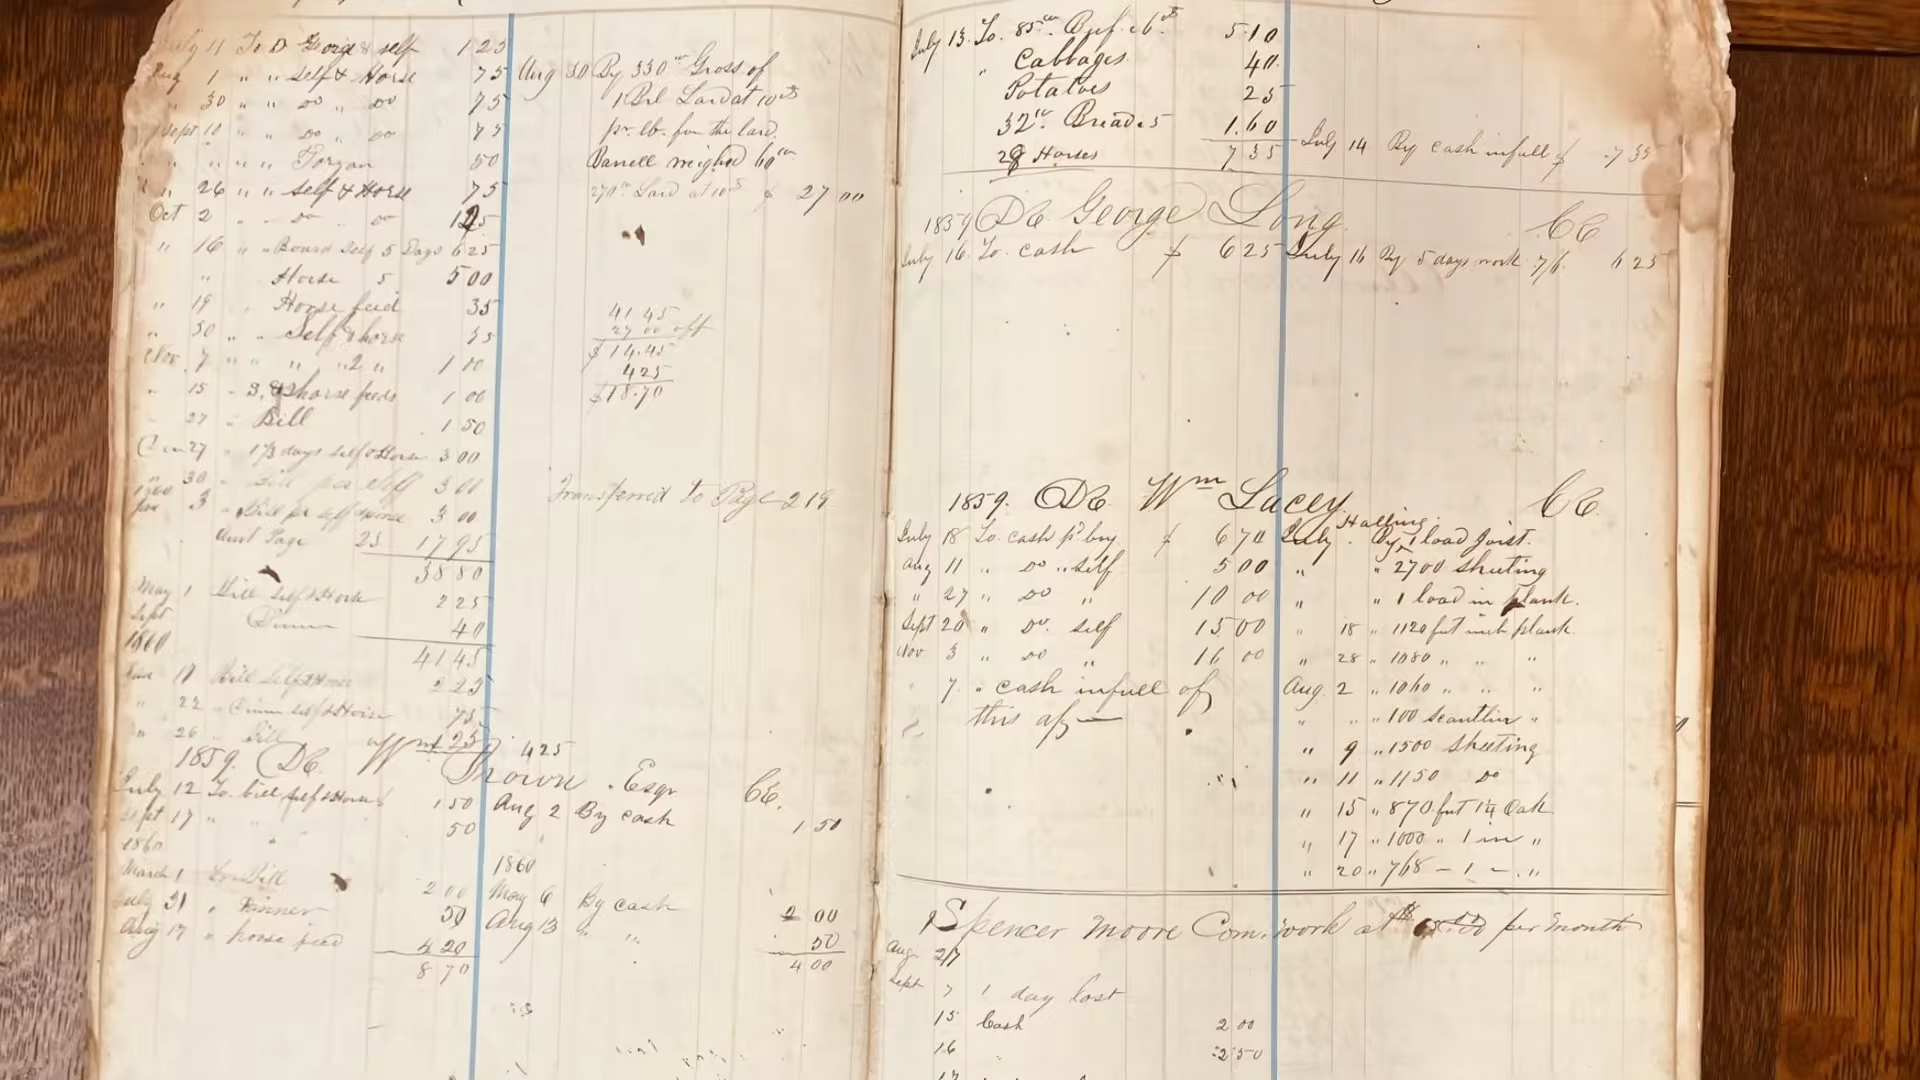 July 11 To D George & self 1 25
Aug 1 " " self & Horse 75
" 30 " " Do " Do 75
Sept 10 " " Do " Do 75
" " " " 50
" 26 " " self & Horse 75
Oct 2 " " Do " Do 125
" 16 " " Board self 5 Days 6 25
" Horse 5 5 00
" 19 " Horse feed 35
" 30 " " Self & horse 75
Nov 7 " " " " 2 " 1 00
" 15 " horse feeds 1 00
" 27 " Bill 1 50
27 " days self & Horse 3 00
" 30 " Bill for self 3 00
1860
Jan 3 " Bill for self & Horse 3 00
Amt Page 23 17 95
38 80
May 1 Bill self & Horse 2 25
Sept Dinner 40
1860
41 45
Jan 19 Bill self & Horse 2 25
" 22 " Dinner self & Horse 75
" 26 " Bill 1 25
425
Aug 30 By 330 Gross of
1 Brl Lard at 10cts
pr. lb. for the lard.
Barrell weighed 60
270 Lard at 10cts $ 27 00
41 45
27 00 off
$ 14.45
4 25
$18.70
Transferred to Page 219
1859. Dr. Wm Brown. Esqr Cr.
July 12 To bill self & Horse 1 50
Sept 17 " " 50
1860
March 1 To Bill 2 00
July 31 " Dinner 50
Aug 17 " horse feed 4 20
8 70
Aug 2 By cash 1 50
1860
May 6 By cash 2 00
Aug 13 " " 50
4 00
July 13. To. 85 Beef. 6cts 5 10
" Cabbages 40
Potatoes 25
32 Bread 5 1.60
28 Horses 7 35
July 14 By cash in full $ 7 35
1859 Dr George Long. Cr
July 16. To cash $ 6 25
July 16 By 5 days work 7/6. 6 25
1859. Dr Wm Lacey. Cr.
July 18 To cash pr boy $ 6 70
Aug 11 " Do " self 5 00
" 27 " Do " 10 00
Sept 20 " Do. self 15 00
Nov 3 " Do " 16 00
" 7. " cash in full of
this a/c
Halling
July. By 1 load Joist.
" " 2700 sheeting
" " 1 load in plank.
" 18 " 1120 feet inch plank.
" 28 " 1080 " " "
Aug. 2 " 1060 " " "
" " " 100 scantlin "
" 9 " 1500 sheeting
" 11 " 1150 Do
" 15 " 870 feet 1¼ Oak
" 17 " 1000 " 1 in "
" 20 " 768 - 1 - "
Spencer Moore Com. work at $ per month
Aug. 27
Sept 7 1 day lost
15 Cash 2 00
16 " 2 50
17